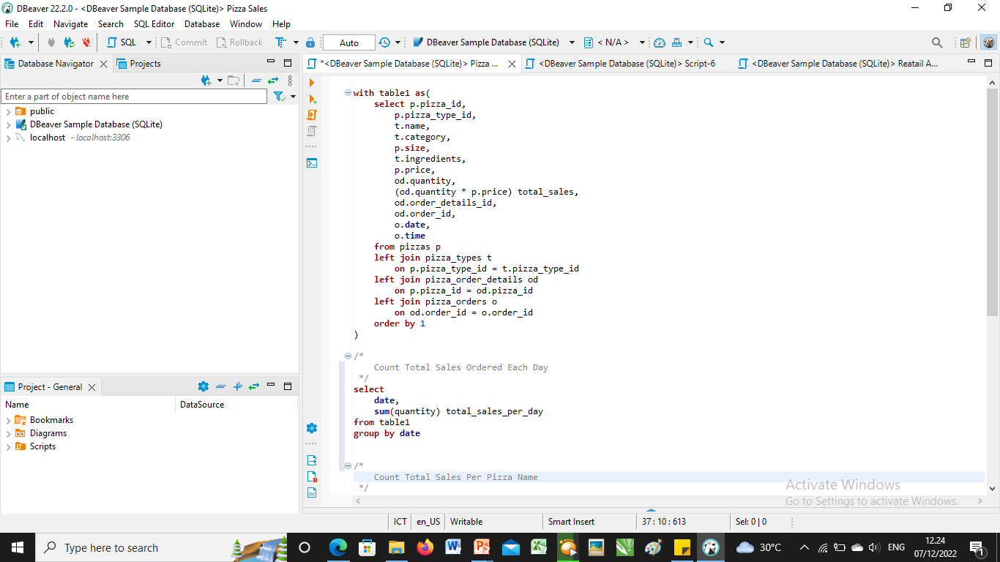 DBeaver 22.2.0 - <DBeaver Sample Database (SQLite)> Pizza Sales
File Edit Navigate Search SQL Editor Database Window Help
SQL Commit Rollback Auto DBeaver Sample Database (SQLite) < N/A >
Database Navigator Projects
*<DBeaver Sample Database (SQLite)> Pizza ... <DBeaver Sample Database (SQLite)> Script-6 <DBeaver Sample Database (SQLite)> Reatail A...
Enter a part of object name here
public
DBeaver Sample Database (SQLite)
localhost - localhost:3306
with table1 as(
select p.pizza_id,
p.pizza_type_id,
t.name,
t.category,
p.size,
t.ingredients,
p.price,
od.quantity,
(od.quantity * p.price) total_sales,
od.order_details_id,
od.order_id,
o.date,
o.time
from pizzas p
left join pizza_types t
on p.pizza_type_id = t.pizza_type_id
left join pizza_order_details od
on p.pizza_id = od.pizza_id
left join pizza_orders o
on od.order_id = o.order_id
order by 1
)
/*
Count Total Sales Ordered Each Day
*/
select
date,
sum(quantity) total_sales_per_day
from table1
group by date
/*
Count Total Sales Per Pizza Name
*/
Project - General
Name DataSource
Bookmarks
Diagrams
Scripts
Activate Windows
Go to Settings to activate Windows.
ICT en_US Writable Smart Insert 37 : 10 : 613 Sel: 0 | 0
Type here to search
30°C ENG
12.24
07/12/2022
1